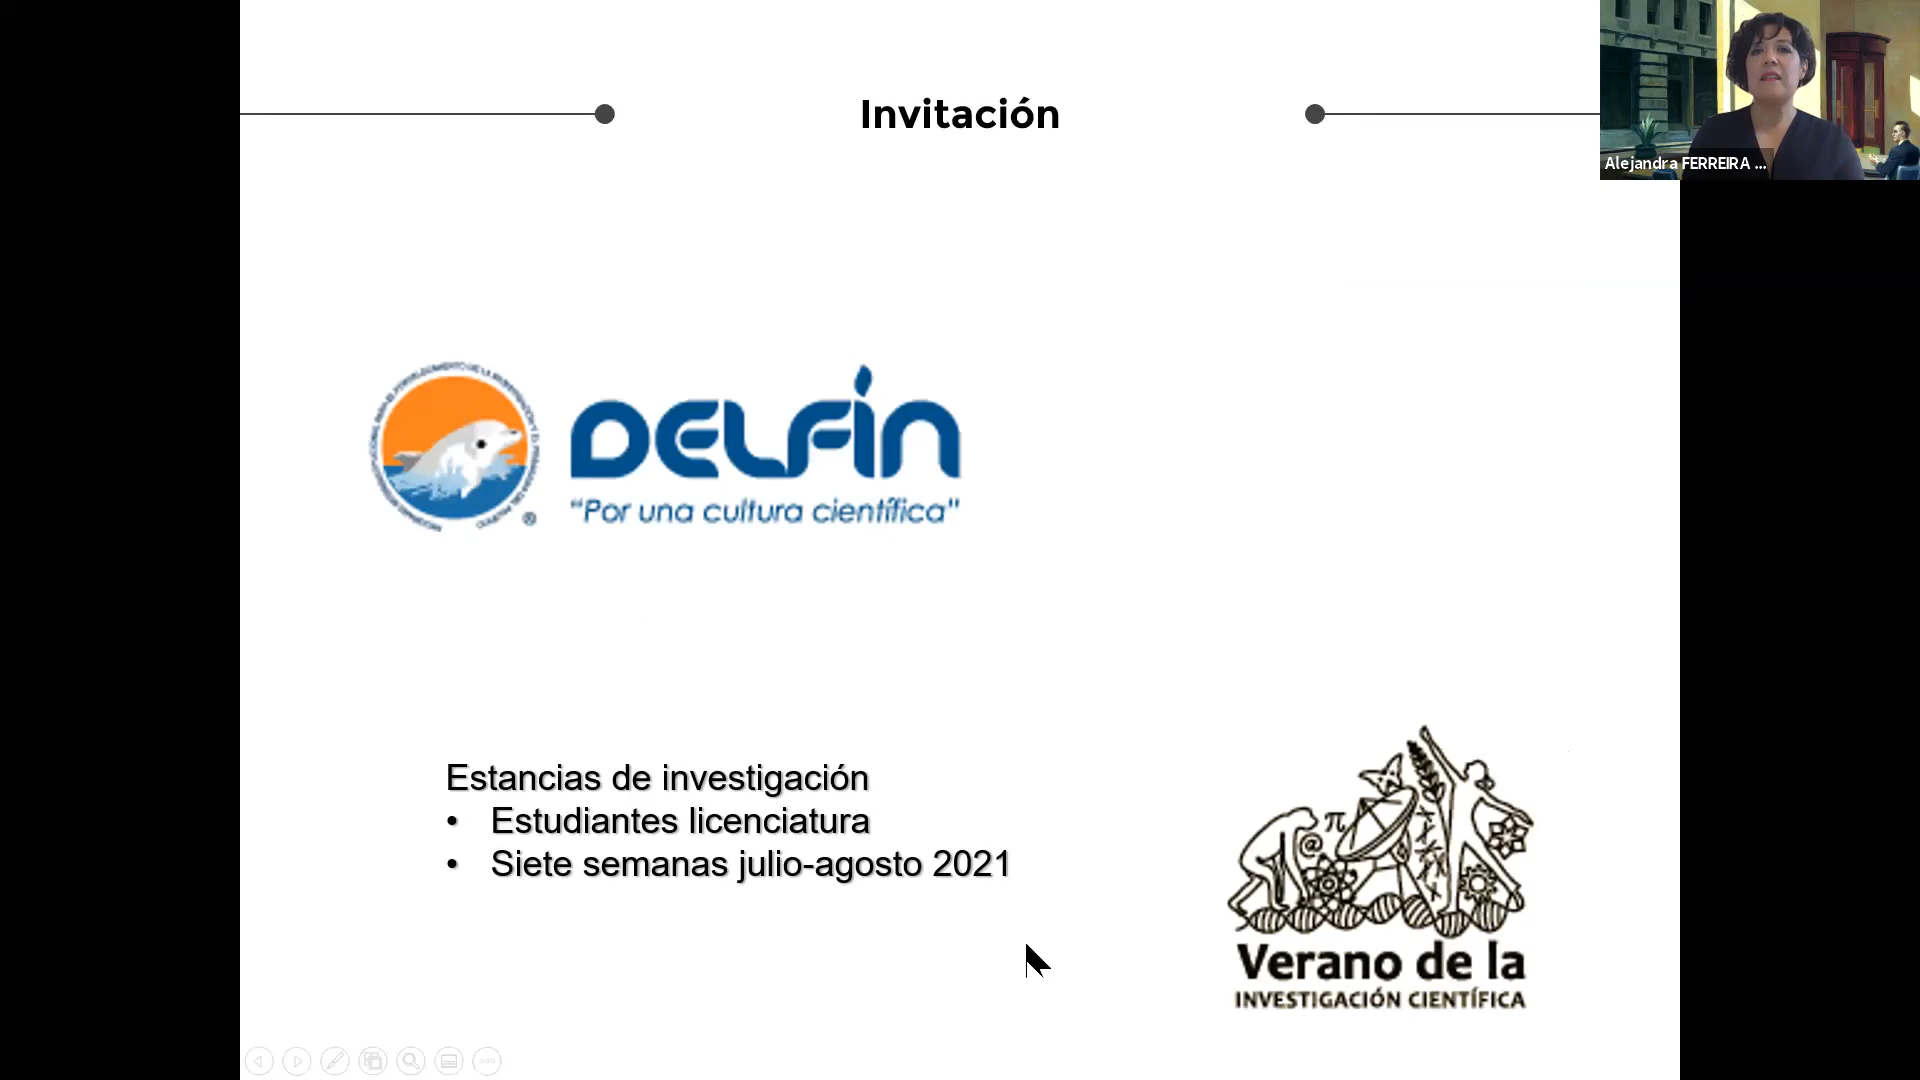 Invitación
Alejandra FERREIRA ...
DELFIN
“Por una cultura científica"
®
Estancias de investigación
• Estudiantes licenciatura
• Siete semanas julio-agosto 2021
π
@
Verano de la
INVESTIGACIÓN CIENTÍFICA